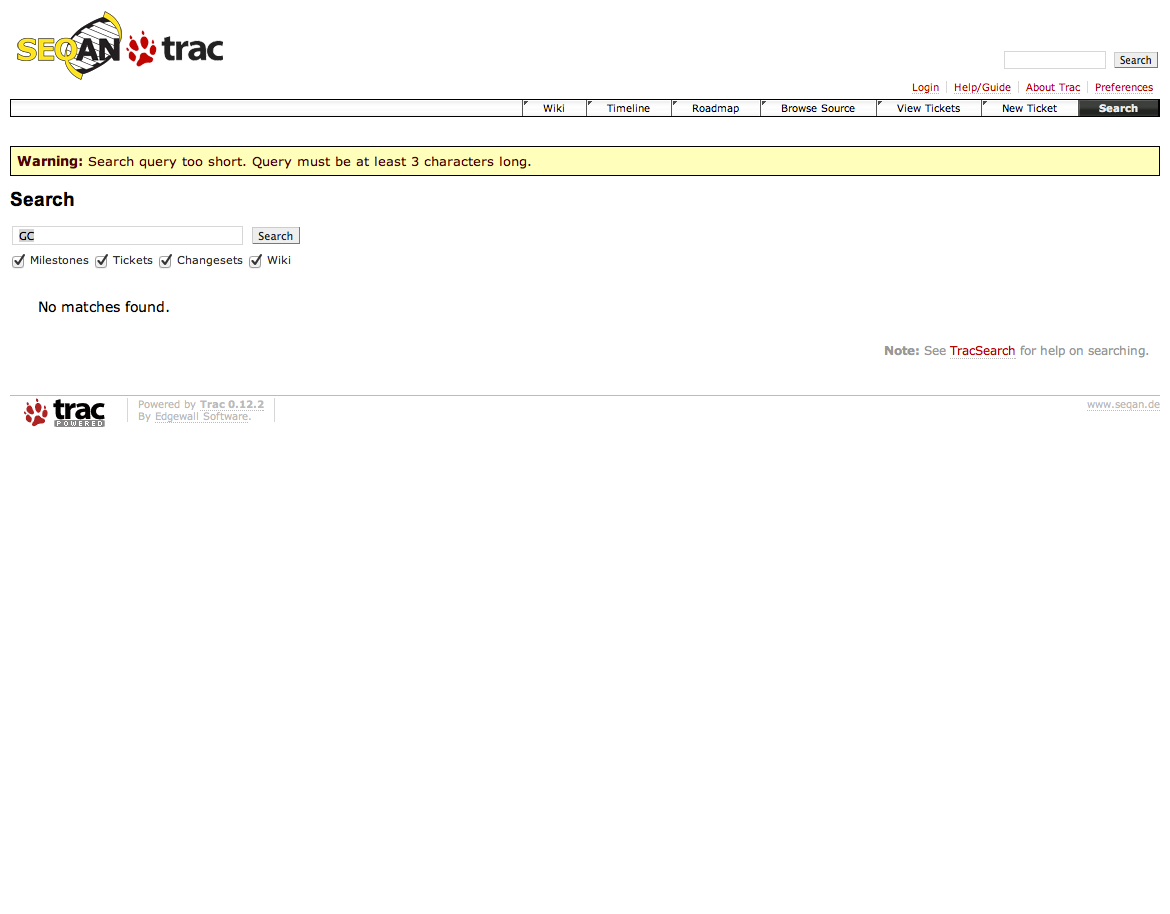 SEQAN trac
Search
Login Help/Guide About Trac Preferences
Wiki Timeline Roadmap Browse Source View Tickets New Ticket Search
Warning: Search query too short. Query must be at least 3 characters long.
Search
GC Search
Milestones Tickets Changesets Wiki
No matches found.
Note: See TracSearch for help on searching.
trac POWERED
Powered by Trac 0.12.2
By Edgewall Software.
www.seqan.de